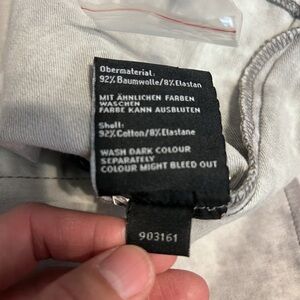 Obermaterial:
92% Baumwolle/8% Elastan
MIT ÄHNLICHEN FARBEN
WASCHEN
FARBE KANN AUSBLUTEN
Shell:
92% Cotton/8% Elastane
WASH DARK COLOUR
SEPARATELY
COLOUR MIGHT BLEED OUT
903161